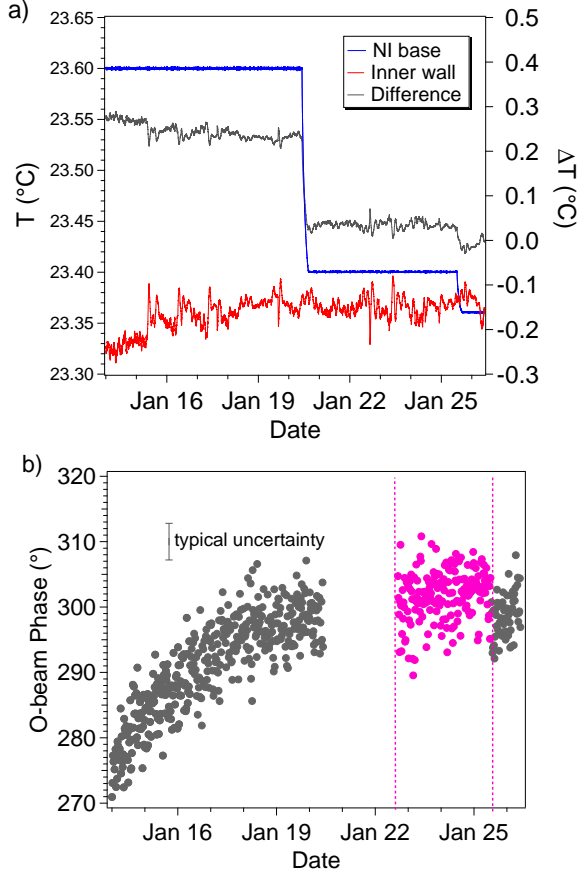 a)
23.65
23.60
23.55
23.50
23.45
23.40
23.35
23.30
T (°C)
0.5
0.4
0.3
0.2
0.1
0.0
-0.1
-0.2
-0.3
ΔT (°C)
NI base
Inner wall
Difference
Jan 16 Jan 19 Jan 22 Jan 25
Date
b)
320
310
300
290
280
270
O-beam Phase (°)
typical uncertainty
Jan 16 Jan 19 Jan 22 Jan 25
Date